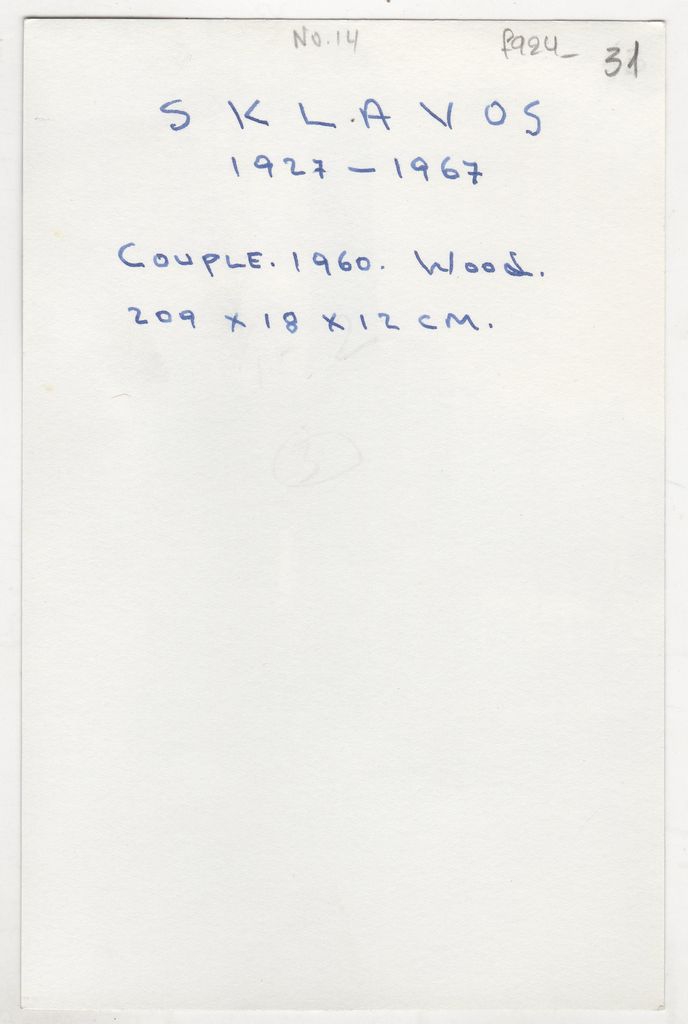 No.14 f924_ 31
SKLAVOS
1927 – 1967
COUPLE. 1960. Wood.
209 x 18 x 12 CM.